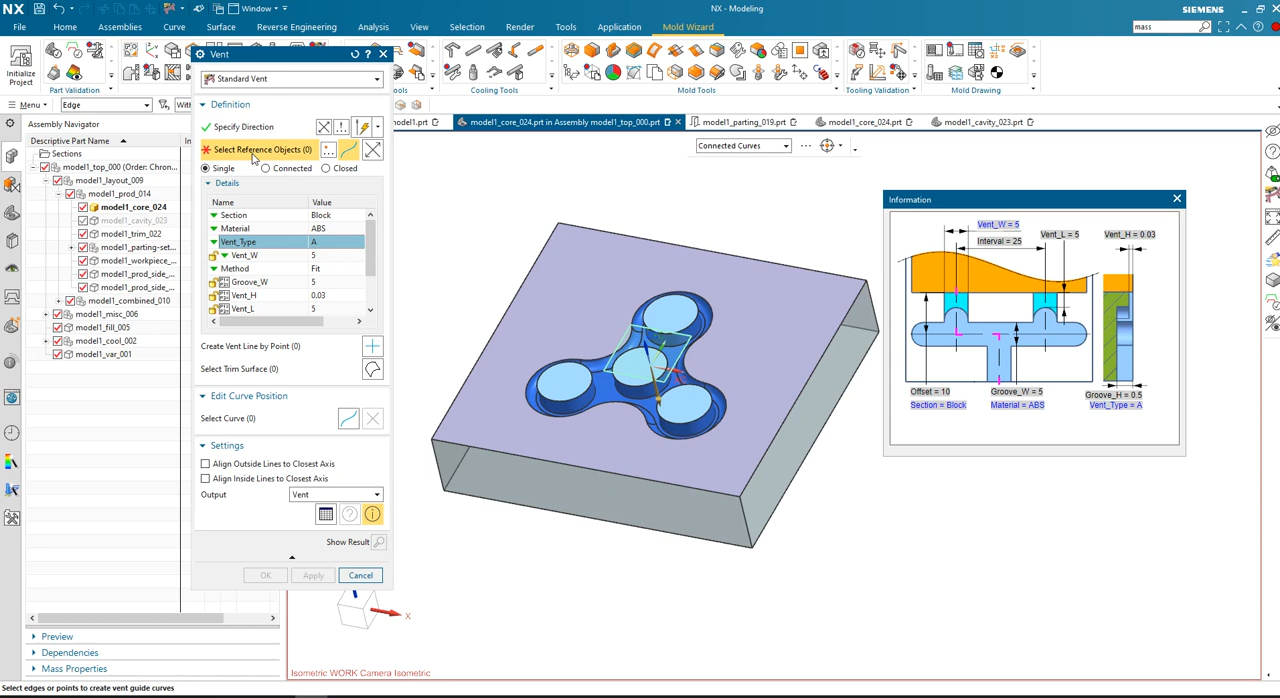 NX
Window
NX - Modeling
SIEMENS
File
Home
Assemblies
Curve
Surface
Reverse Engineering
Analysis
View
Selection
Render
Tools
Application
Mold Wizard
mass
Initialize
Project
Part Validation
Cooling Tools
Mold Tools
Tooling Validation
Mold Drawing
Menu
Edge
With
model1.prt
model1_core_024.prt in Assembly model1_top_000.prt
model1_parting_019.prt
model1_core_024.prt
model1_cavity_023.prt
Assembly Navigator
Descriptive Part Name
In
Sections
model1_top_000 (Order: Chron...
model1_layout_009
model1_prod_014
model1_core_024
model1_cavity_023
model1_trim_022
model1_parting-set...
model1_workpiece_...
model1_prod_side_...
model1_prod_side_...
model1_combined_010
model1_misc_006
model1_fill_005
model1_cool_002
model1_var_001
Preview
Dependencies
Mass Properties
Vent
Standard Vent
Definition
Specify Direction
Select Reference Objects (0)
Single
Connected
Closed
Details
Name
Value
Section
Block
Material
ABS
Vent_Type
A
Vent_W
5
Method
Fit
Groove_W
5
Vent_H
0.03
Vent_L
5
Create Vent Line by Point (0)
Select Trim Surface (0)
Edit Curve Position
Select Curve (0)
Settings
Align Outside Lines to Closest Axis
Align Inside Lines to Closest Axis
Output
Vent
Show Result
OK
Apply
Cancel
Connected Curves
Information
Vent_W = 5
Vent_L = 5
Vent_H = 0.03
Interval = 25
Offset = 10
Groove_W = 5
Groove_H = 0.5
Section = Block
Material = ABS
Vent_Type = A
X
Isometric WORK Camera Isometric
Select edges or points to create vent guide curves